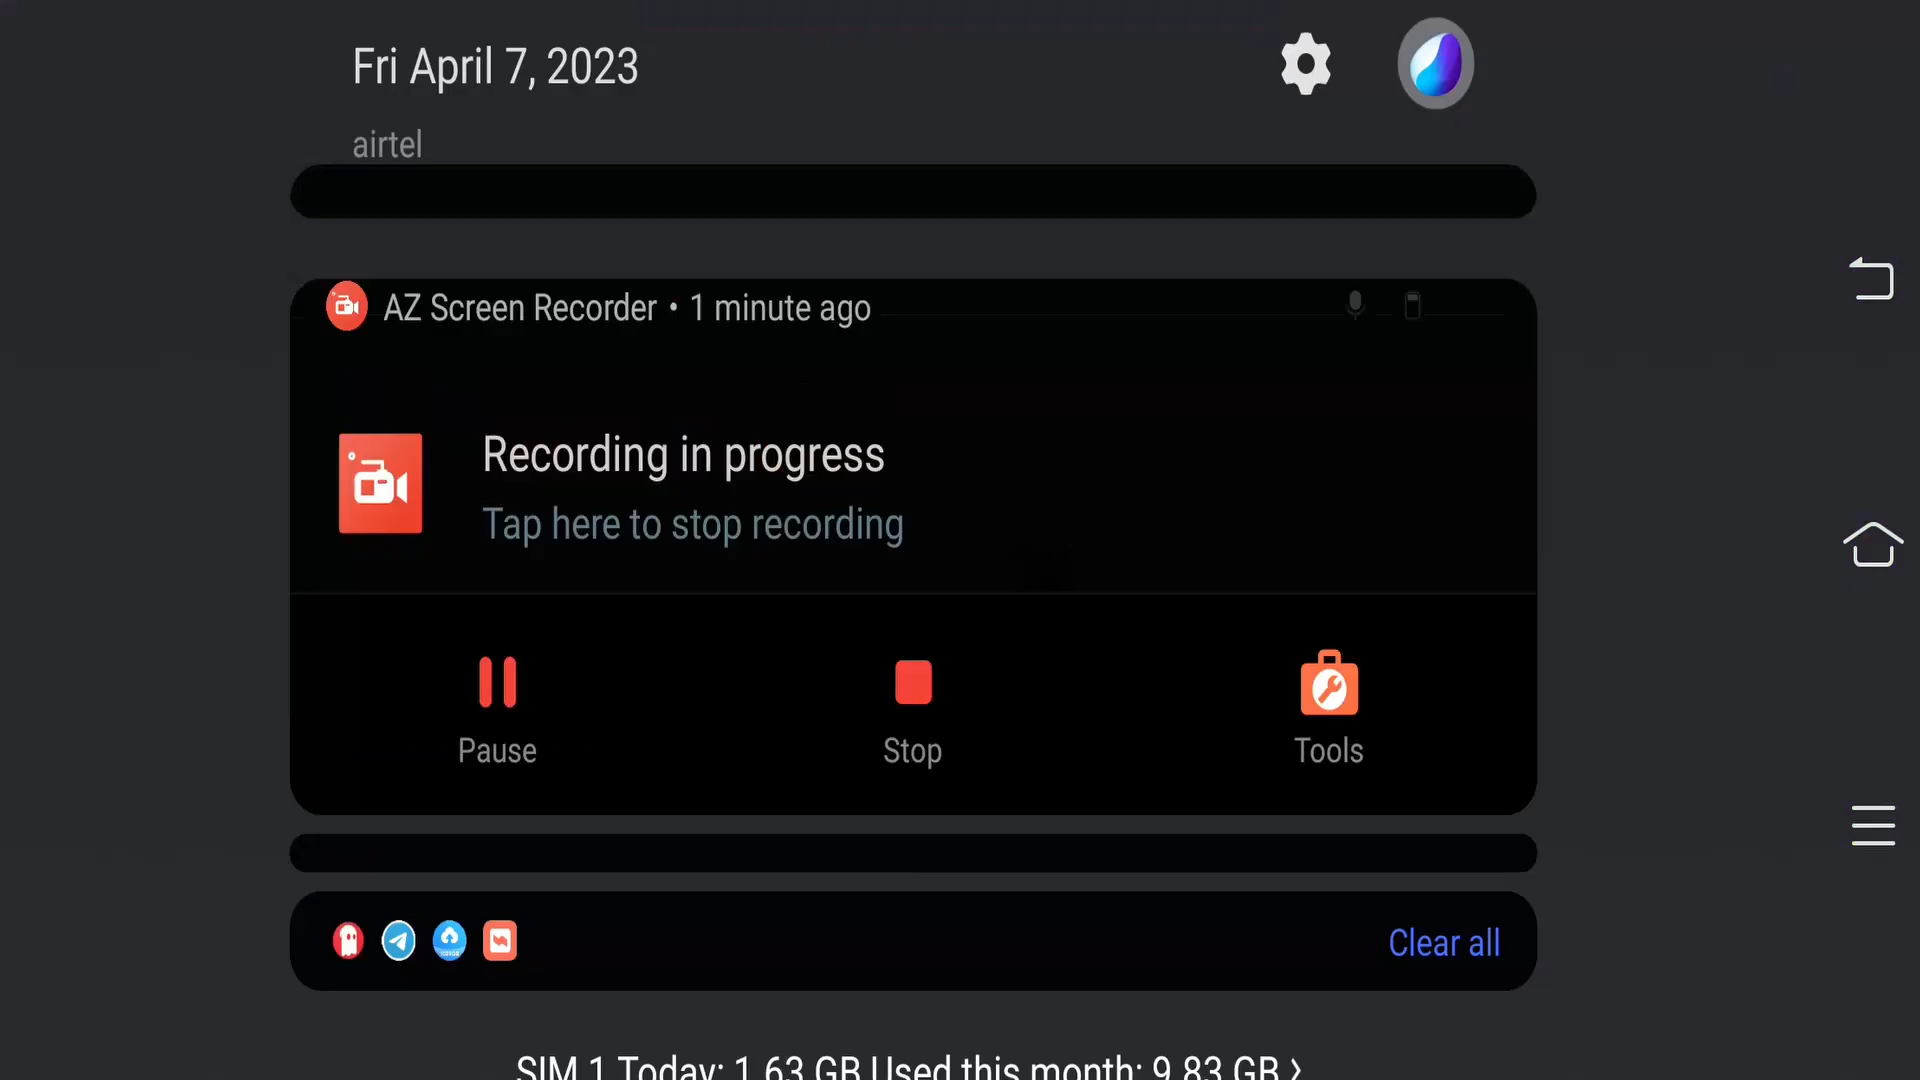 Fri April 7, 2023
airtel
AZ Screen Recorder • 1 minute ago
Recording in progress
Tap here to stop recording
Pause
Stop
Tools
Clear all
SIM 1 Today: 1.63 GB Used this month: 9.83 GB ›